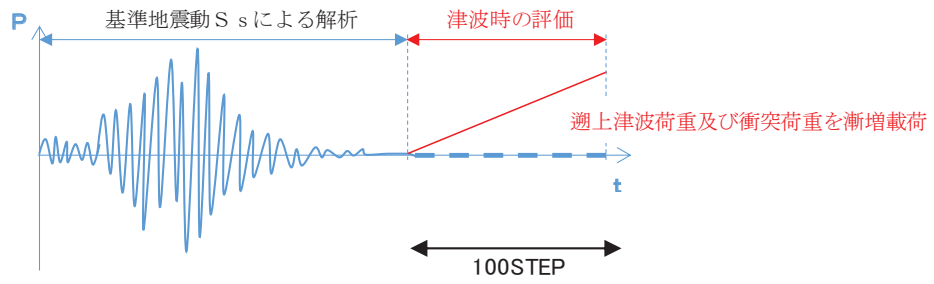 P
基準地震動Ｓｓによる解析
津波時の評価
遡上津波荷重及び衝突荷重を漸増載荷
t
100STEP